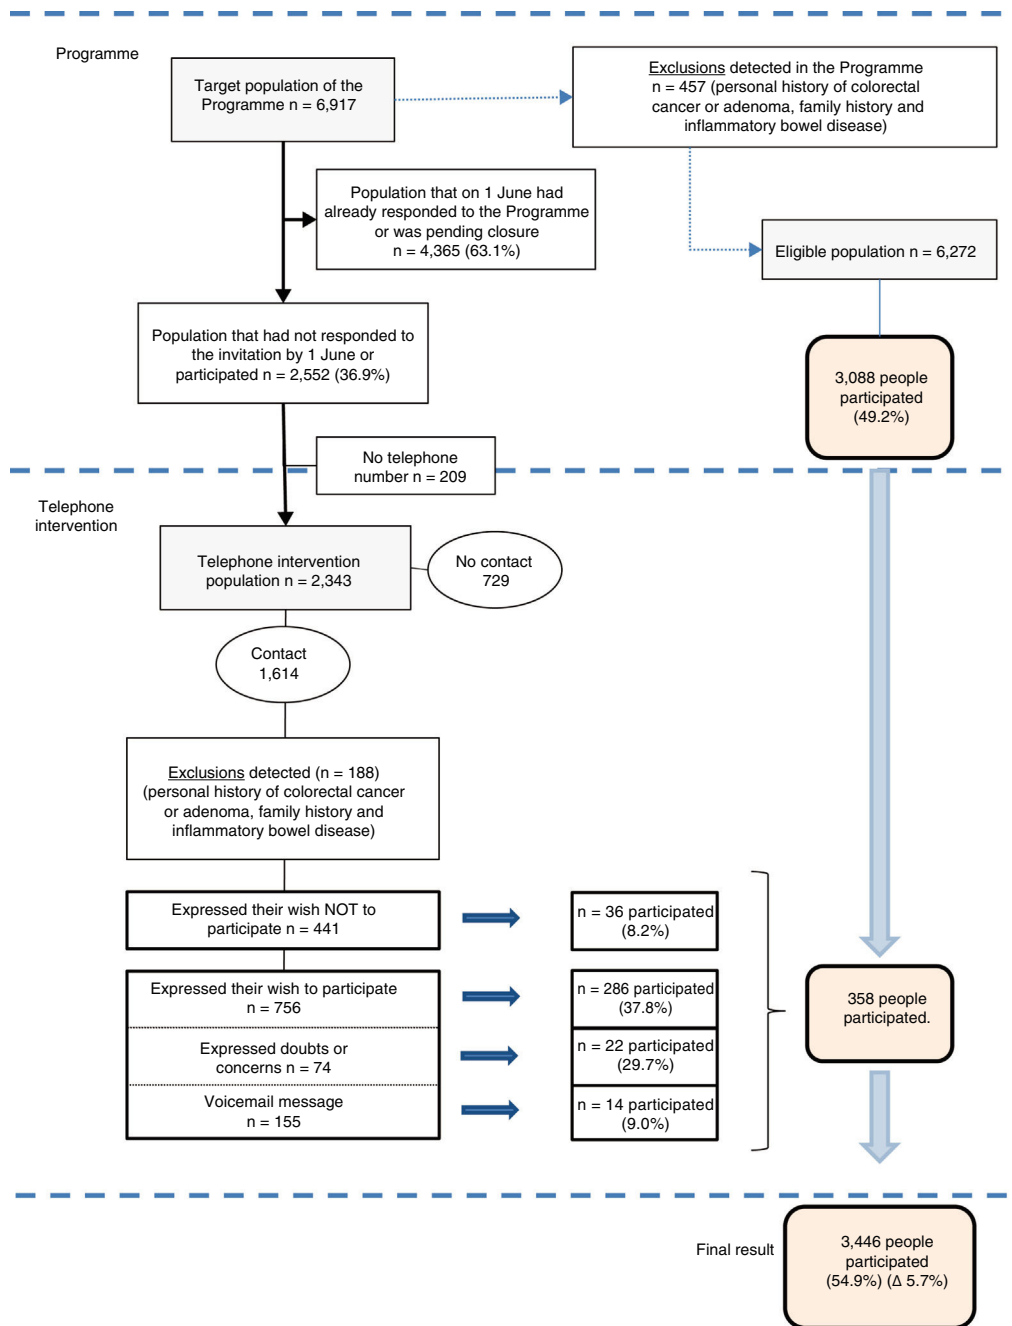 Programme
Target population of the
Programme n = 6,917
Exclusions detected in the Programme
n = 457 (personal history of colorectal
cancer or adenoma, family history and
inflammatory bowel disease)
Population that on 1 June had
already responded to the Programme
or was pending closure
n = 4,365 (63.1%)
Eligible population n = 6,272
Population that had not responded to
the invitation by 1 June or
participated n = 2,552 (36.9%)
3,088 people
participated
(49.2%)
No telephone
number n = 209
Telephone
intervention
Telephone intervention
population n = 2,343
No contact
729
Contact
1,614
Exclusions detected (n = 188)
(personal history of colorectal cancer
or adenoma, family history and
inflammatory bowel disease)
Expressed their wish NOT to
participate n = 441
n = 36 participated
(8.2%)
Expressed their wish to participate
n = 756
n = 286 participated
(37.8%)
Expressed doubts or
concerns n = 74
n = 22 participated
(29.7%)
Voicemail message
n = 155
n = 14 participated
(9.0%)
358 people
participated.
Final result
3,446 people
participated
(54.9%) (Δ 5.7%)